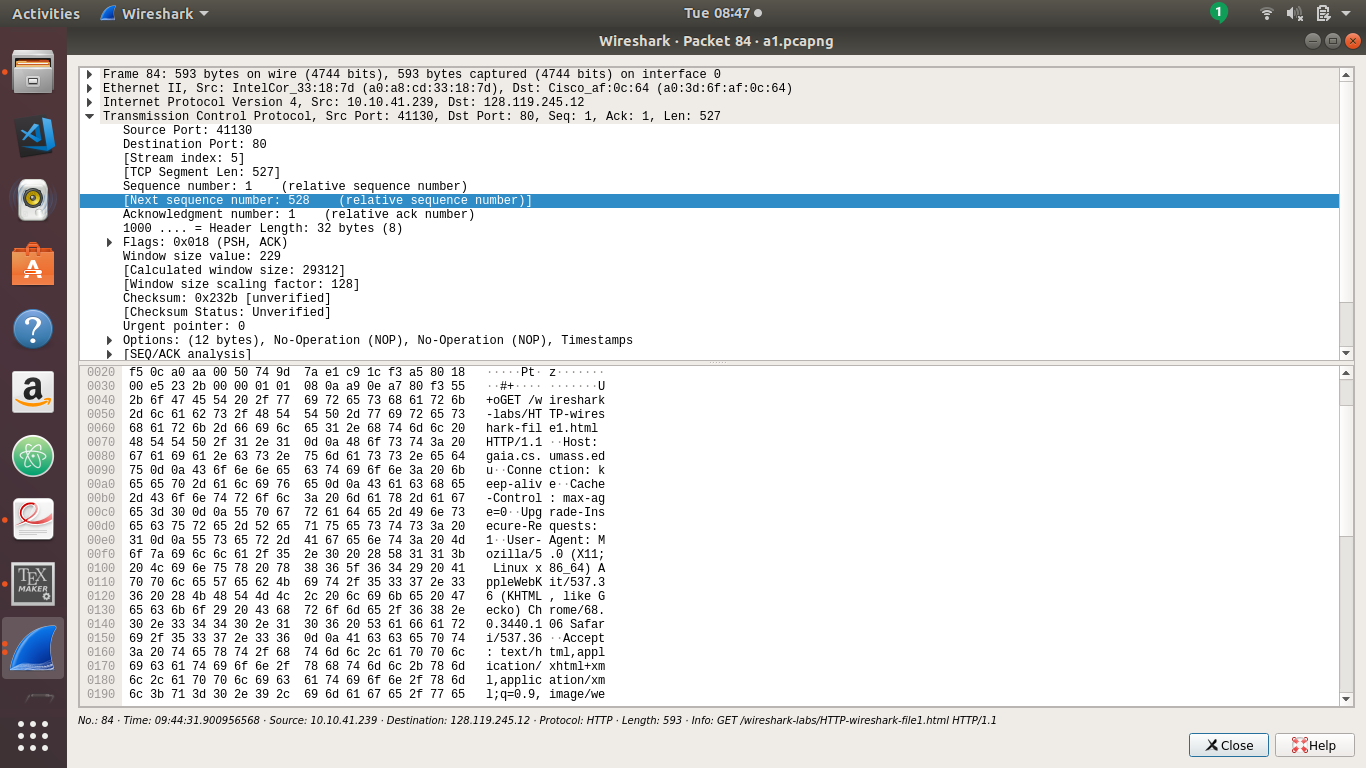 Activities Wireshark Tue 08:47 1
Wireshark · Packet 84 · a1.pcapng
Frame 84: 593 bytes on wire (4744 bits), 593 bytes captured (4744 bits) on interface 0
Ethernet II, Src: IntelCor_33:18:7d (a0:a8:cd:33:18:7d), Dst: Cisco_af:0c:64 (a0:3d:6f:af:0c:64)
Internet Protocol Version 4, Src: 10.10.41.239, Dst: 128.119.245.12
Transmission Control Protocol, Src Port: 41130, Dst Port: 80, Seq: 1, Ack: 1, Len: 527
Source Port: 41130
Destination Port: 80
[Stream index: 5]
[TCP Segment Len: 527]
Sequence number: 1    (relative sequence number)
[Next sequence number: 528    (relative sequence number)]
Acknowledgment number: 1    (relative ack number)
1000 .... = Header Length: 32 bytes (8)
Flags: 0x018 (PSH, ACK)
Window size value: 229
[Calculated window size: 29312]
[Window size scaling factor: 128]
Checksum: 0x232b [unverified]
[Checksum Status: Unverified]
Urgent pointer: 0
Options: (12 bytes), No-Operation (NOP), No-Operation (NOP), Timestamps
[SEQ/ACK analysis]
0020 f5 0c a0 aa 00 50 74 9d 7a e1 c9 1c f3 a5 80 18 ·····Pt· z·······
0030 00 e5 23 2b 00 00 01 01 08 0a a9 0e a7 80 f3 55 ··#+···· ·······U
0040 2b 6f 47 45 54 20 2f 77 69 72 65 73 68 61 72 6b +oGET /w ireshark
0050 2d 6c 61 62 73 2f 48 54 54 50 2d 77 69 72 65 73 -labs/HT TP-wires
0060 68 61 72 6b 2d 66 69 6c 65 31 2e 68 74 6d 6c 20 hark-fil e1.html
0070 48 54 54 50 2f 31 2e 31 0d 0a 48 6f 73 74 3a 20 HTTP/1.1 ··Host:
0080 67 61 69 61 2e 63 73 2e 75 6d 61 73 73 2e 65 64 gaia.cs. umass.ed
0090 75 0d 0a 43 6f 6e 6e 65 63 74 69 6f 6e 3a 20 6b u··Conne ction: k
00a0 65 65 70 2d 61 6c 69 76 65 0d 0a 43 61 63 68 65 eep-aliv e··Cache
00b0 2d 43 6f 6e 74 72 6f 6c 3a 20 6d 61 78 2d 61 67 -Control : max-ag
00c0 65 3d 30 0d 0a 55 70 67 72 61 64 65 2d 49 6e 73 e=0··Upg rade-Ins
00d0 65 63 75 72 65 2d 52 65 71 75 65 73 74 73 3a 20 ecure-Re quests:
00e0 31 0d 0a 55 73 65 72 2d 41 67 65 6e 74 3a 20 4d 1··User- Agent: M
00f0 6f 7a 69 6c 6c 61 2f 35 2e 30 20 28 58 31 31 3b ozilla/5 .0 (X11;
0100 20 4c 69 6e 75 78 20 78 38 36 5f 36 34 29 20 41 Linux x 86_64) A
0110 70 70 6c 65 57 65 62 4b 69 74 2f 35 33 37 2e 33 ppleWebK it/537.3
0120 36 20 28 4b 48 54 4d 4c 2c 20 6c 69 6b 65 20 47 6 (KHTML , like G
0130 65 63 6b 6f 29 20 43 68 72 6f 6d 65 2f 36 38 2e ecko) Ch rome/68.
0140 30 2e 33 34 34 30 2e 31 30 36 20 53 61 66 61 72 0.3440.1 06 Safar
0150 69 2f 35 33 37 2e 33 36 0d 0a 41 63 63 65 70 74 i/537.36 ··Accept
0160 3a 20 74 65 78 74 2f 68 74 6d 6c 2c 61 70 70 6c : text/h tml,appl
0170 69 63 61 74 69 6f 6e 2f 78 68 74 6d 6c 2b 78 6d ication/ xhtml+xm
0180 6c 2c 61 70 70 6c 69 63 61 74 69 6f 6e 2f 78 6d l,applic ation/xm
0190 6c 3b 71 3d 30 2e 39 2c 69 6d 61 67 65 2f 77 65 l;q=0.9, image/we
No.: 84 · Time: 09:44:31.900956568 · Source: 10.10.41.239 · Destination: 128.119.245.12 · Protocol: HTTP · Length: 593 · Info: GET /wireshark-labs/HTTP-wireshark-file1.html HTTP/1.1
Close Help
TEX
MAKER